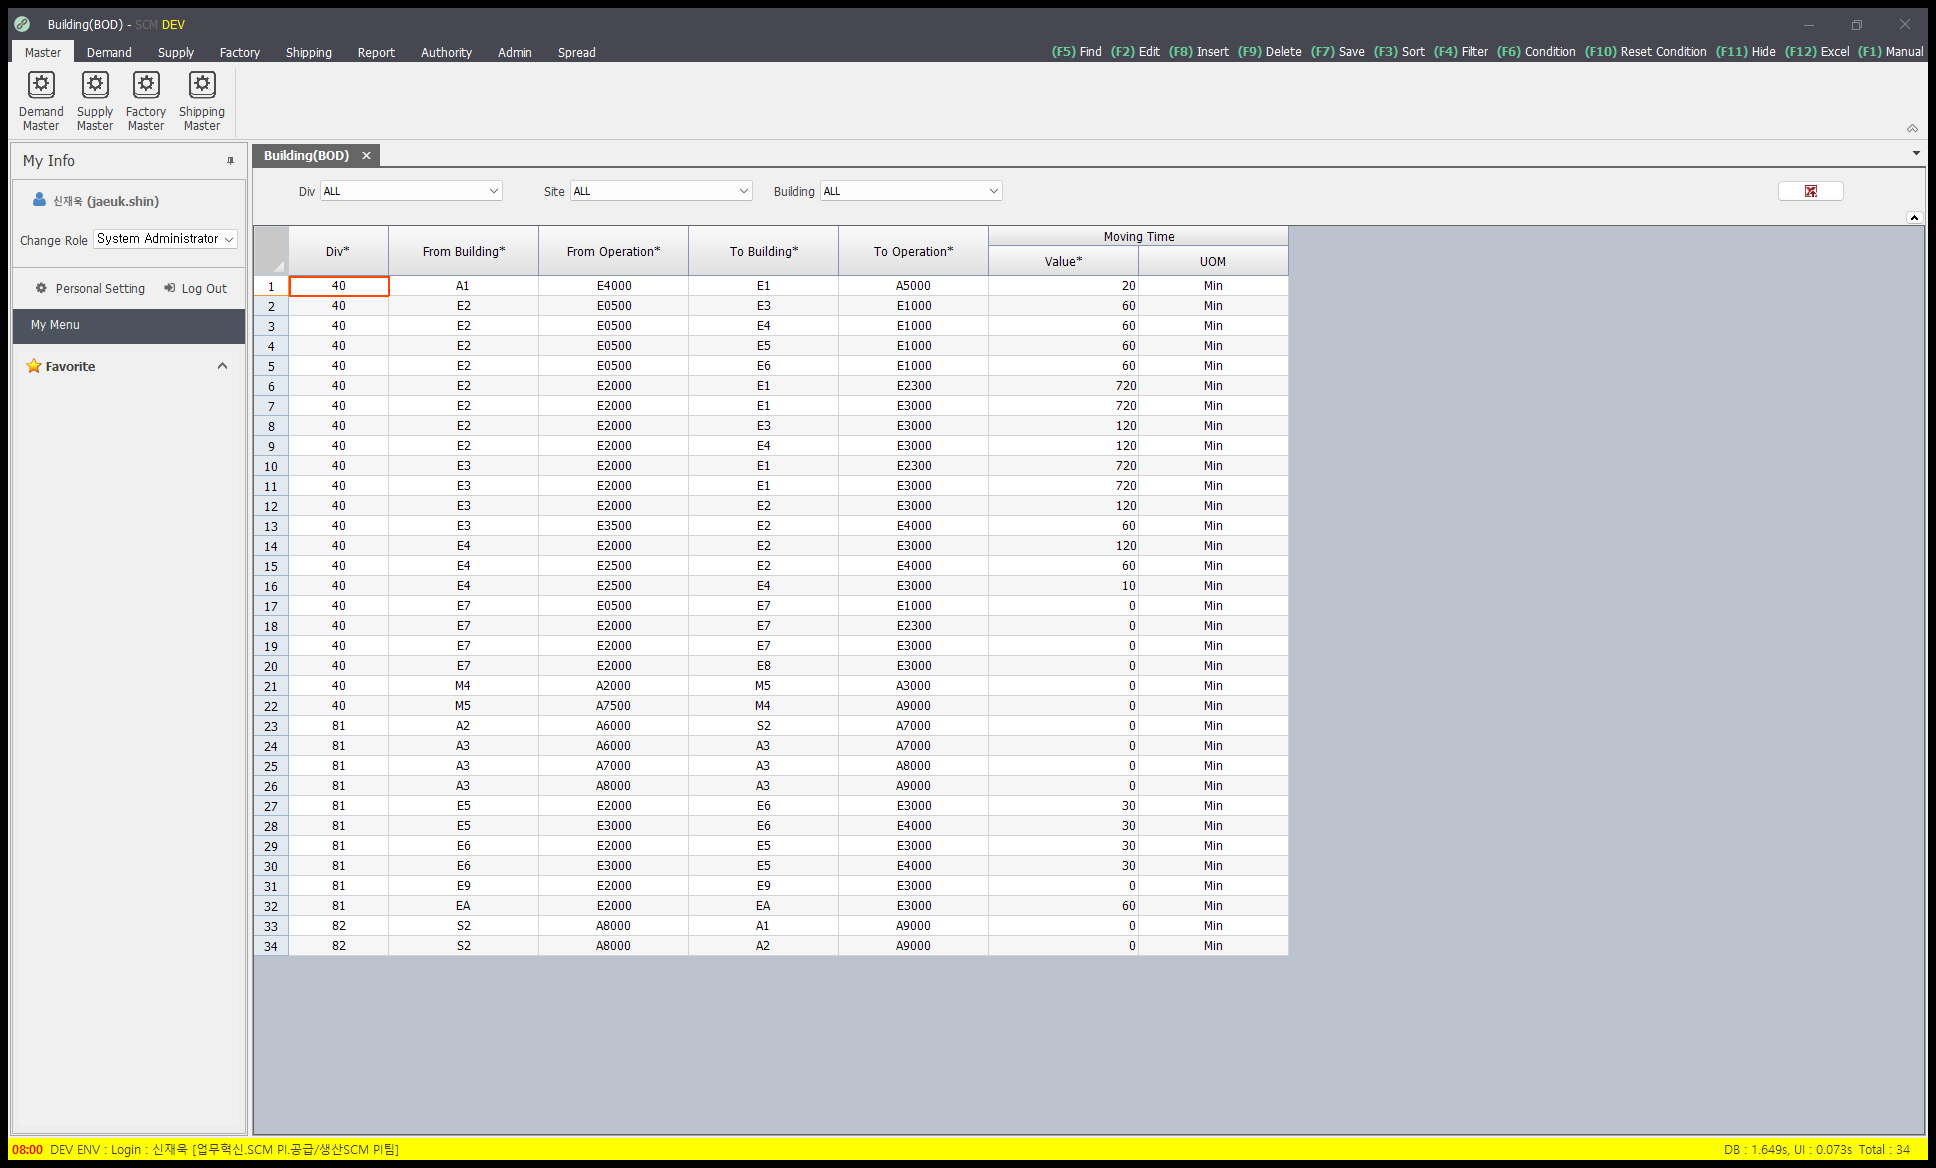 Building(BOD) - SCM DEV
Master Demand Supply Factory Shipping Report Authority Admin Spread (F5) Find (F2) Edit (F8) Insert (F9) Delete (F7) Save (F3) Sort (F4) Filter (F6) Condition (F10) Reset Condition (F11) Hide (F12) Excel (F1) Manual
Demand Master Supply Master Factory Master Shipping Master
My Info
신재욱 (jaeuk.shin)
Change Role System Administrator
Personal Setting Log Out
My Menu
Favorite
Building(BOD)
Div ALL Site ALL Building ALL
Div* From Building* From Operation* To Building* To Operation* Moving Time
Value* UOM
1 40 A1 E4000 E1 A5000 20 Min
2 40 E2 E0500 E3 E1000 60 Min
3 40 E2 E0500 E4 E1000 60 Min
4 40 E2 E0500 E5 E1000 60 Min
5 40 E2 E0500 E6 E1000 60 Min
6 40 E2 E2000 E1 E2300 720 Min
7 40 E2 E2000 E1 E3000 720 Min
8 40 E2 E2000 E3 E3000 120 Min
9 40 E2 E2000 E4 E3000 120 Min
10 40 E3 E2000 E1 E2300 720 Min
11 40 E3 E2000 E1 E3000 720 Min
12 40 E3 E2000 E2 E3000 120 Min
13 40 E3 E3500 E2 E4000 60 Min
14 40 E4 E2000 E2 E3000 120 Min
15 40 E4 E2500 E2 E4000 60 Min
16 40 E4 E2500 E4 E3000 10 Min
17 40 E7 E0500 E7 E1000 0 Min
18 40 E7 E2000 E7 E2300 0 Min
19 40 E7 E2000 E7 E3000 0 Min
20 40 E7 E2000 E8 E3000 0 Min
21 40 M4 A2000 M5 A3000 0 Min
22 40 M5 A7500 M4 A9000 0 Min
23 81 A2 A6000 S2 A7000 0 Min
24 81 A3 A6000 A3 A7000 0 Min
25 81 A3 A7000 A3 A8000 0 Min
26 81 A3 A8000 A3 A9000 0 Min
27 81 E5 E2000 E6 E3000 30 Min
28 81 E5 E3000 E6 E4000 30 Min
29 81 E6 E2000 E5 E3000 30 Min
30 81 E6 E3000 E5 E4000 30 Min
31 81 E9 E2000 E9 E3000 0 Min
32 81 EA E2000 EA E3000 60 Min
33 82 S2 A8000 A1 A9000 0 Min
34 82 S2 A8000 A2 A9000 0 Min
08:00 DEV ENV : Login : 신재욱 [업무혁신.SCM PI.공급/생산SCM PI팀] DB : 1.649s, UI : 0.073s Total : 34